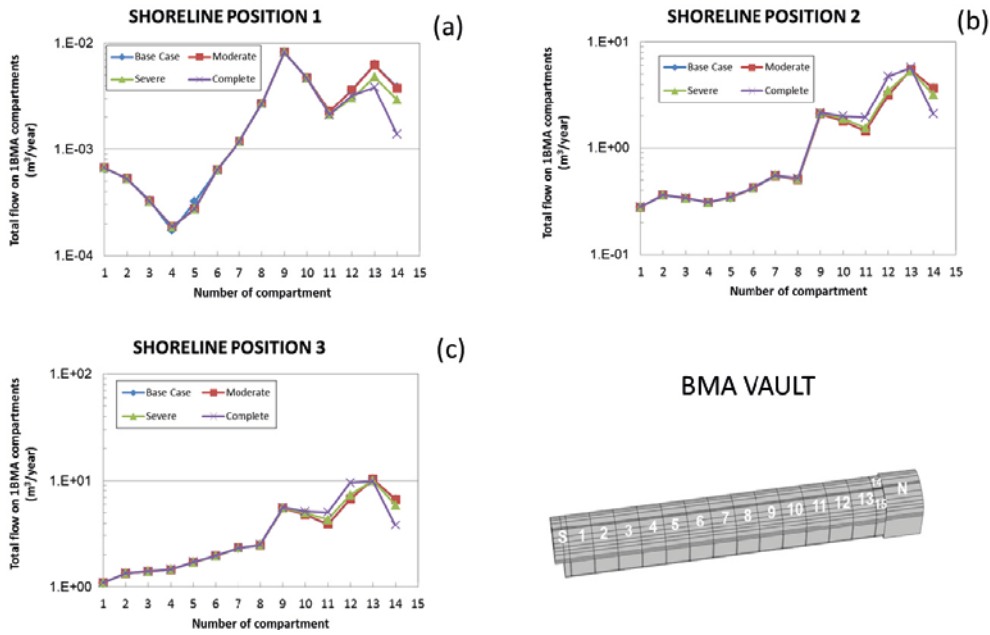 SHORELINE POSITION 1
(a)
Total flow on 1BMA compartments
(m³/year)
1.E-02
1.E-03
1.E-04
Base Case
Moderate
Severe
Complete
1 2 3 4 5 6 7 8 9 10 11 12 13 14 15
Number of compartment
SHORELINE POSITION 2
(b)
Total flow on 1BMA compartments
(m³/year)
1.E+01
1.E+00
1.E-01
Base Case
Moderate
Severe
Complete
1 2 3 4 5 6 7 8 9 10 11 12 13 14 15
Number of compartment
SHORELINE POSITION 3
(c)
Total flow on 1BMA compartments
(m³/year)
1.E+02
1.E+01
1.E+00
Base Case
Moderate
Severe
Complete
1 2 3 4 5 6 7 8 9 10 11 12 13 14 15
Number of compartment
BMA VAULT
S 1 2 3 4 5 6 7 8 9 10 11 12 13 14 15 N